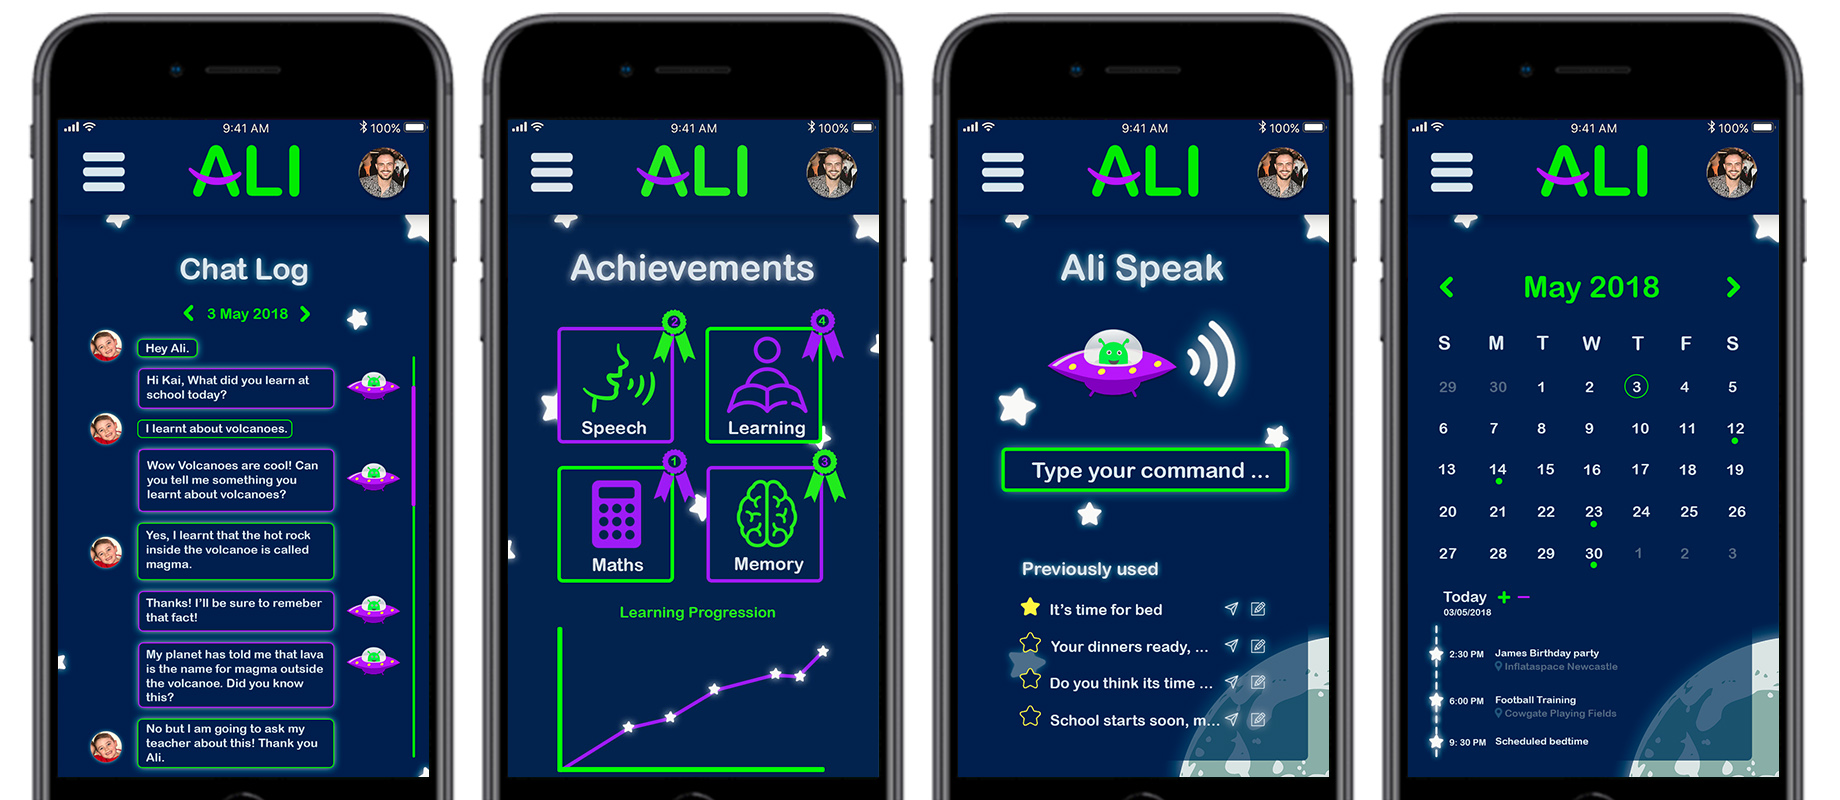 9:41 AM
100%
ALI
Chat Log
3 May 2018
Hey Ali.
Hi Kai, What did you learn at
school today?
I learnt about volcanoes.
Wow Volcanoes are cool! Can
you tell me something you
learnt about volcanoes?
Yes, I learnt that the hot rock
inside the volcanoe is called
magma.
Thanks! I'll be sure to remeber
that fact!
My planet has told me that lava
is the name for magma outside
the volcanoe. Did you know
this?
No but I am going to ask my
teacher about this! Thank you
Ali.
9:41 AM
100%
ALI
Achievements
2
4
Speech
Learning
1
3
Maths
Memory
Learning Progression
9:41 AM
100%
ALI
Ali Speak
Type your command ...
Previously used
It's time for bed
Your dinners ready, ...
Do you think its time ...
School starts soon, m...
9:41 AM
100%
ALI
May 2018
S M T W T F S
29 30 1 2 3 4 5
6 7 8 9 10 11 12
13 14 15 16 17 18 19
20 21 22 23 24 25 26
27 28 29 30 1 2 3
Today + −
03/05/2018
2:30 PM James Birthday party
Inflataspace Newcastle
6:00 PM Football Training
Cowgate Playing Fields
9: 30 PM Scheduled bedtime